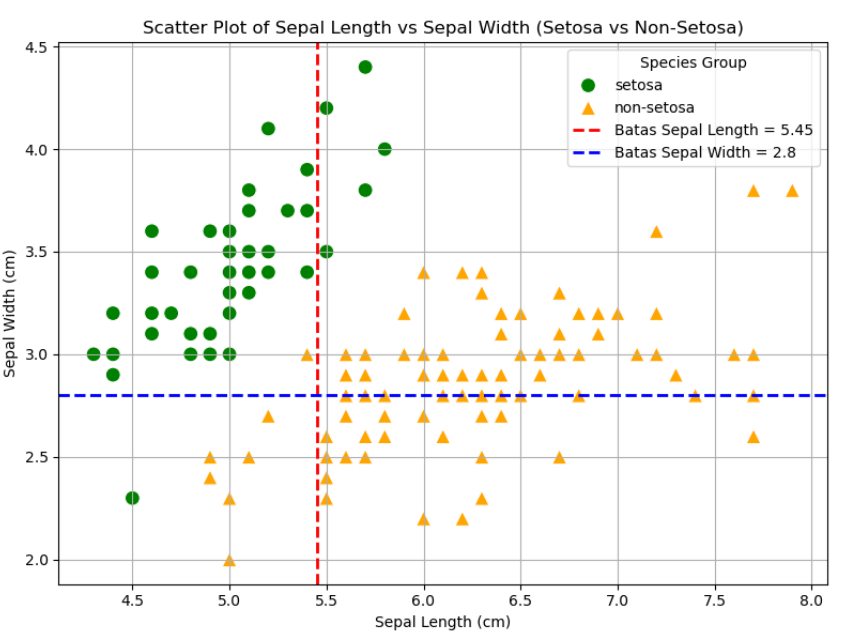 Scatter Plot of Sepal Length vs Sepal Width (Setosa vs Non-Setosa)
Species Group
setosa
non-setosa
Batas Sepal Length = 5.45
Batas Sepal Width = 2.8
Sepal Width (cm)
4.5
4.0
3.5
3.0
2.5
2.0
4.5 5.0 5.5 6.0 6.5 7.0 7.5 8.0
Sepal Length (cm)